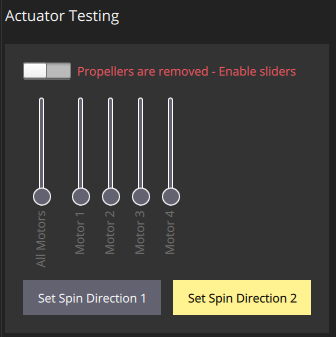 Actuator Testing
Propellers are removed - Enable sliders
All Motors
Motor 1
Motor 2
Motor 3
Motor 4
Set Spin Direction 1
Set Spin Direction 2